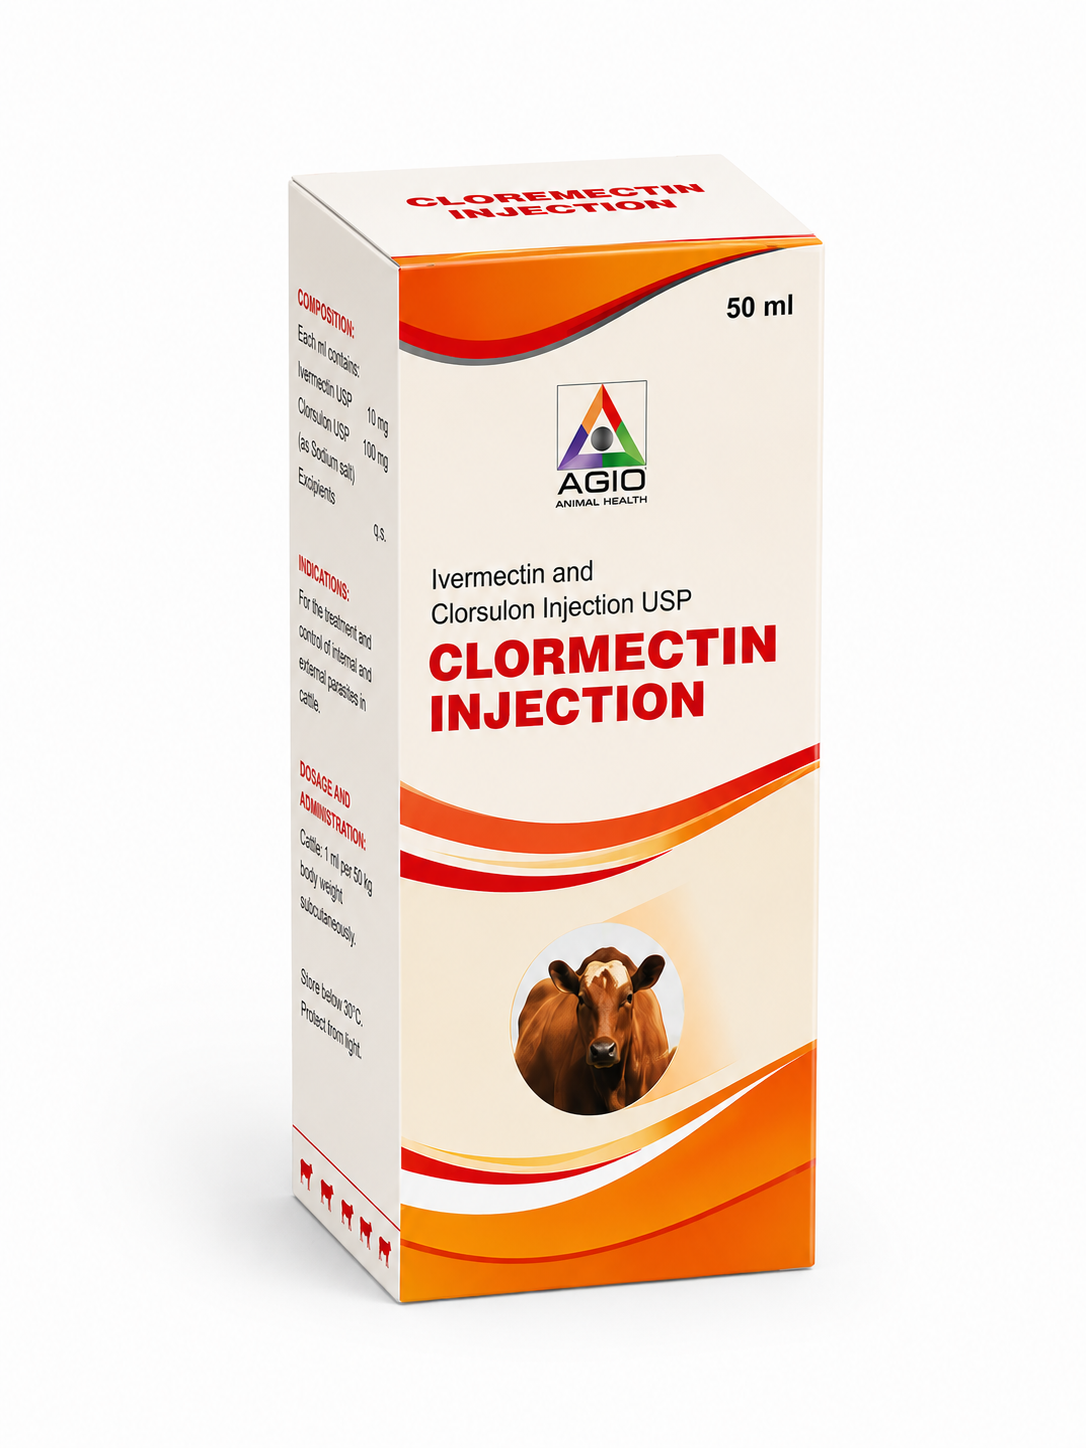 CLOREMECTIN
INJECTION
50 ml
AGIO
ANIMAL HEALTH
Ivermectin and
Clorsulon Injection USP
CLORMECTIN
INJECTION
COMPOSITION:
Each ml contains:
Ivermectin USP 10 mg
Clorsulon USP 100 mg
(as Sodium salt)
Excipients q.s.
INDICATIONS:
For the treatment and
control of internal and
external parasites in
cattle.
DOSAGE AND
ADMINISTRATION:
Cattle: 1 ml per 50 kg
body weight
subcutaneously.
Store below 30°C.
Protect from light.